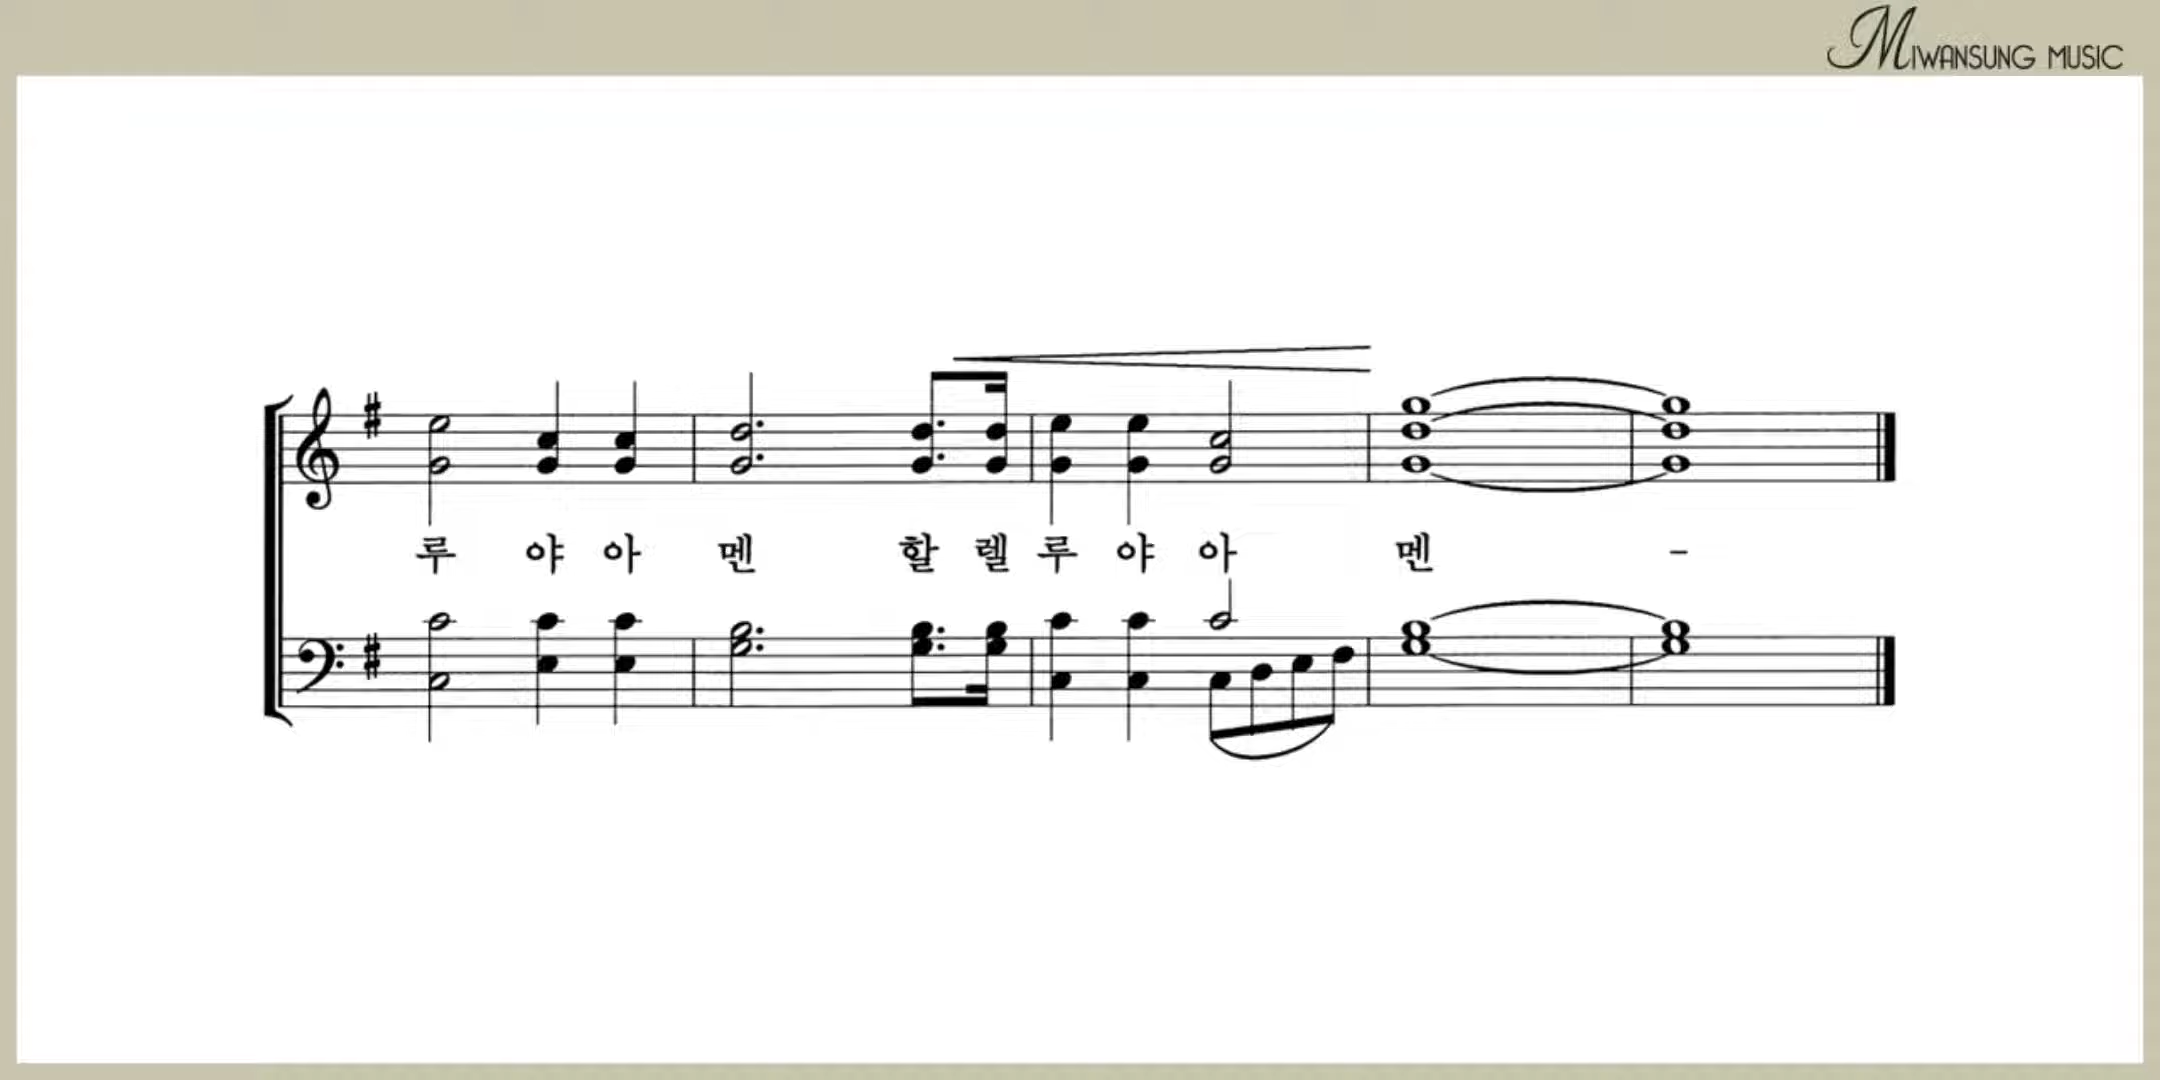 MIWANSUNG MUSIC
루 야 아 멘 할 렐 루 야 아 멘 -